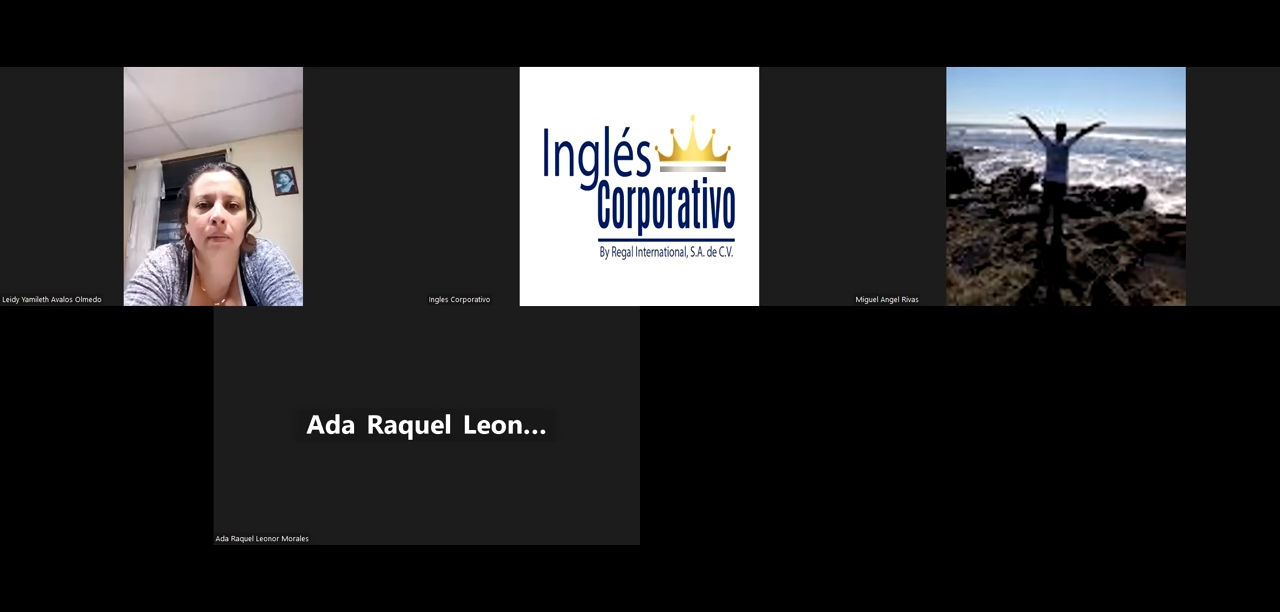 Inglés
Corporativo
By Regal International, S.A. de C.V.
Leidy Yamileth Avalos Olmedo
Ingles Corporativo
Miguel Angel Rivas
Ada Raquel Leon...
Ada Raquel Leonor Morales